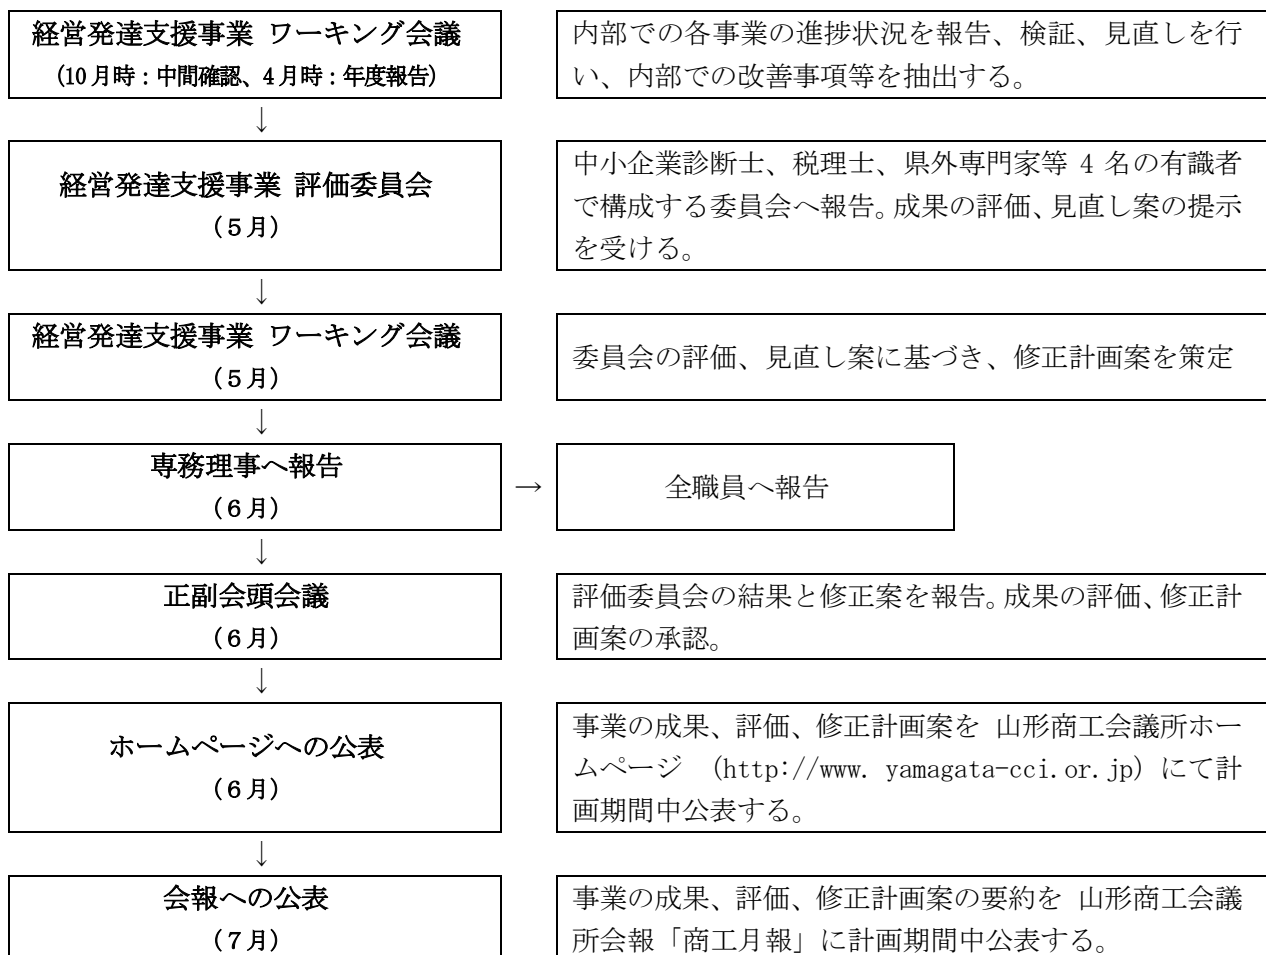 経営発達支援事業 ワーキング会議
(10月時：中間確認、4月時：年度報告)
内部での各事業の進捗状況を報告、検証、見直しを行
い、内部での改善事項等を抽出する。
↓
経営発達支援事業 評価委員会
(5月)
中小企業診断士、税理士、県外専門家等 4 名の有識者
で構成する委員会へ報告。成果の評価、見直し案の提示
を受ける。
↓
経営発達支援事業 ワーキング会議
(5月)
委員会の評価、見直し案に基づき、修正計画案を策定
↓
専務理事へ報告
(6月)
→
全職員へ報告
↓
正副会頭会議
(6月)
評価委員会の結果と修正案を報告。成果の評価、修正計
画案の承認。
↓
ホームページへの公表
(6月)
事業の成果、評価、修正計画案を 山形商工会議所ホー
ムページ (http://www. yamagata-cci.or.jp) にて計
画期間中公表する。
↓
会報への公表
(7月)
事業の成果、評価、修正計画案の要約を 山形商工会議
所会報「商工月報」に計画期間中公表する。